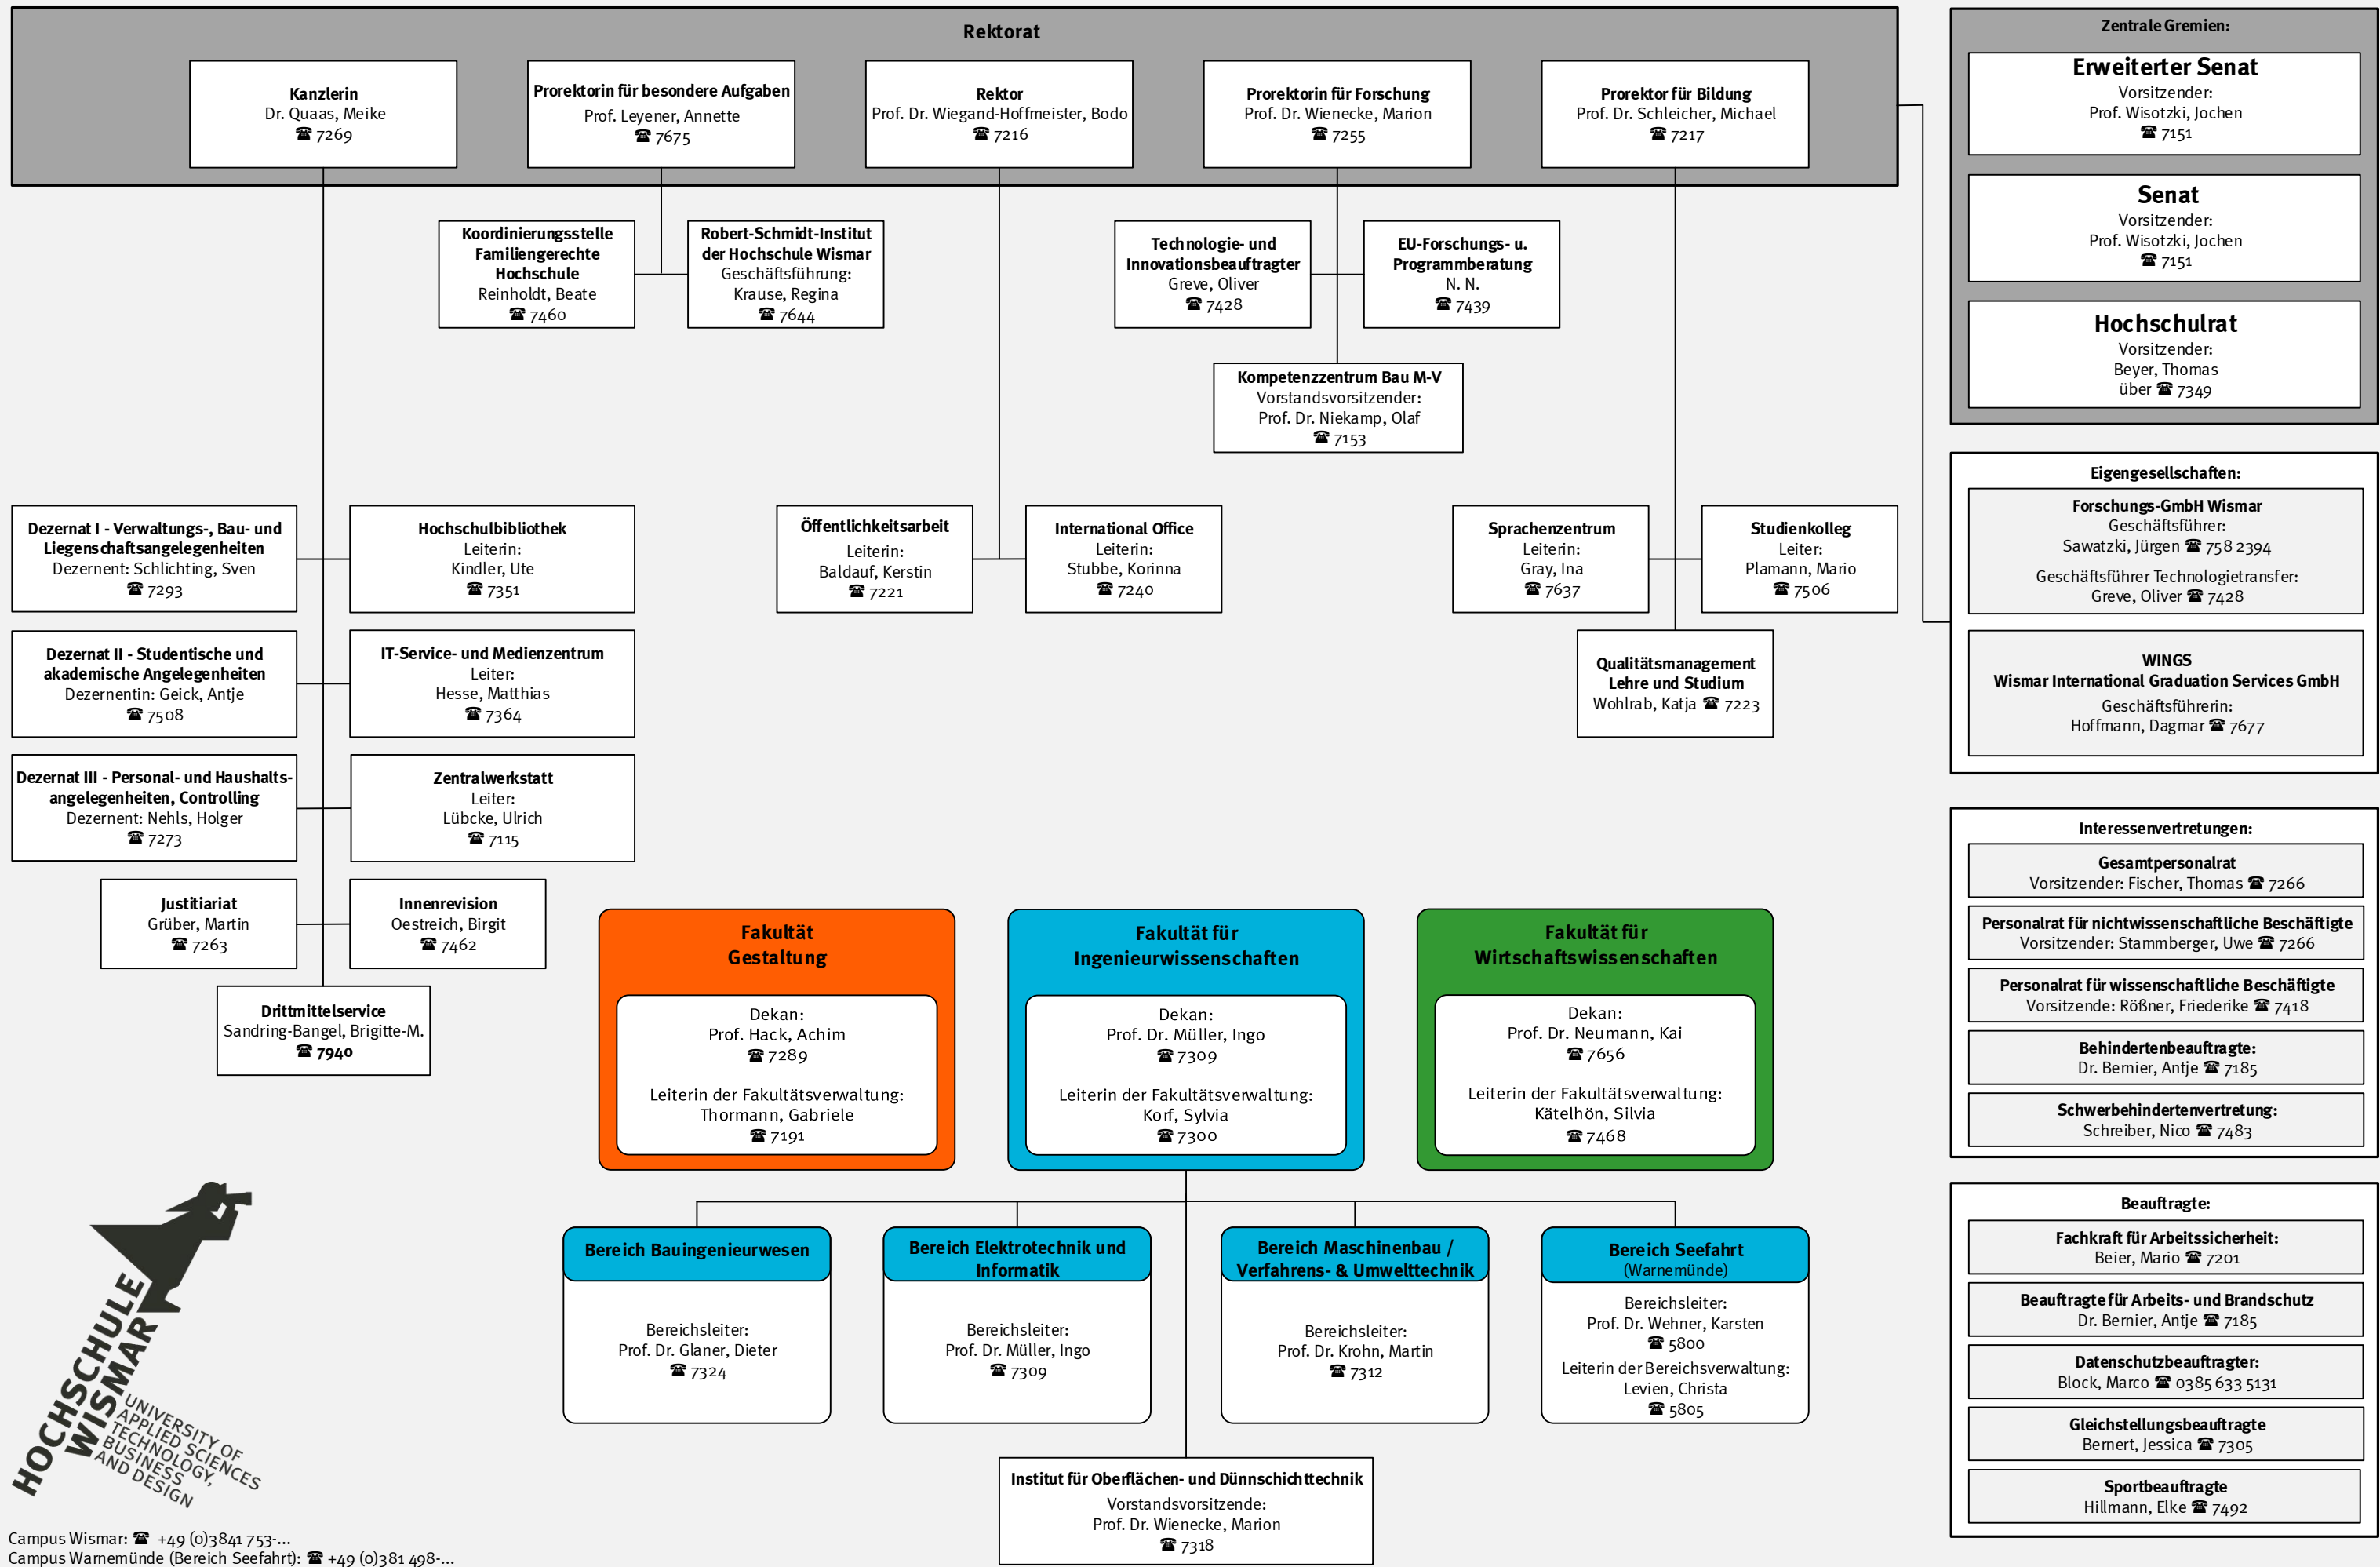 Rektorat
Kanzlerin
Dr. Quaas, Meike
☎ 7269
Prorektorin für besondere Aufgaben
Prof. Leyener, Annette
☎ 7675
Rektor
Prof. Dr. Wiegand-Hoffmeister, Bodo
☎ 7216
Prorektorin für Forschung
Prof. Dr. Wienecke, Marion
☎ 7255
Prorektor für Bildung
Prof. Dr. Schleicher, Michael
☎ 7217
Koordinierungsstelle
Familiengerechte
Hochschule
Reinholdt, Beate
☎ 7460
Robert-Schmidt-Institut
der Hochschule Wismar
Geschäftsführung:
Krause, Regina
☎ 7644
Technologie- und
Innovationsbeauftragter
Greve, Oliver
☎ 7428
EU-Forschungs- u.
Programmberatung
N. N.
☎ 7439
Kompetenzzentrum Bau M-V
Vorstandsvorsitzender:
Prof. Dr. Niekamp, Olaf
☎ 7153
Dezernat I - Verwaltungs-, Bau- und
Liegenschaftsangelegenheiten
Dezernent: Schlichting, Sven
☎ 7293
Hochschulbibliothek
Leiterin:
Kindler, Ute
☎ 7351
Öffentlichkeitsarbeit
Leiterin:
Baldauf, Kerstin
☎ 7221
International Office
Leiterin:
Stubbe, Korinna
☎ 7240
Sprachenzentrum
Leiterin:
Gray, Ina
☎ 7637
Studienkolleg
Leiter:
Plamann, Mario
☎ 7506
Dezernat II - Studentische und
akademische Angelegenheiten
Dezernentin: Geick, Antje
☎ 7508
IT-Service- und Medienzentrum
Leiter:
Hesse, Matthias
☎ 7364
Qualitätsmanagement
Lehre und Studium
Wohlrab, Katja ☎ 7223
Dezernat III - Personal- und Haushalts-
angelegenheiten, Controlling
Dezernent: Nehls, Holger
☎ 7273
Zentralwerkstatt
Leiter:
Lübcke, Ulrich
☎ 7115
Justitiariat
Grüber, Martin
☎ 7263
Innenrevision
Oestreich, Birgit
☎ 7462
Drittmittelservice
Sandring-Bangel, Brigitte-M.
☎ 7940
Fakultät
Gestaltung
Dekan:
Prof. Hack, Achim
☎ 7289
Leiterin der Fakultätsverwaltung:
Thormann, Gabriele
☎ 7191
Fakultät für
Ingenieurwissenschaften
Dekan:
Prof. Dr. Müller, Ingo
☎ 7309
Leiterin der Fakultätsverwaltung:
Korf, Sylvia
☎ 7300
Fakultät für
Wirtschaftswissenschaften
Dekan:
Prof. Dr. Neumann, Kai
☎ 7656
Leiterin der Fakultätsverwaltung:
Kätelhön, Silvia
☎ 7468
Bereich Bauingenieurwesen
Bereichsleiter:
Prof. Dr. Glaner, Dieter
☎ 7324
Bereich Elektrotechnik und
Informatik
Bereichsleiter:
Prof. Dr. Müller, Ingo
☎ 7309
Bereich Maschinenbau /
Verfahrens- & Umwelttechnik
Bereichsleiter:
Prof. Dr. Krohn, Martin
☎ 7312
Bereich Seefahrt
(Warnemünde)
Bereichsleiter:
Prof. Dr. Wehner, Karsten
☎ 5800
Leiterin der Bereichsverwaltung:
Levien, Christa
☎ 5805
Institut für Oberflächen- und Dünnschichttechnik
Vorstandsvorsitzende:
Prof. Dr. Wienecke, Marion
☎ 7318
Zentrale Gremien:
Erweiterter Senat
Vorsitzender:
Prof. Wisotzki, Jochen
☎ 7151
Senat
Vorsitzender:
Prof. Wisotzki, Jochen
☎ 7151
Hochschulrat
Vorsitzender:
Beyer, Thomas
über ☎ 7349
Eigengesellschaften:
Forschungs-GmbH Wismar
Geschäftsführer:
Sawatzki, Jürgen ☎ 758 2394
Geschäftsführer Technologietransfer:
Greve, Oliver ☎ 7428
WINGS
Wismar International Graduation Services GmbH
Geschäftsführerin:
Hoffmann, Dagmar ☎ 7677
Interessenvertretungen:
Gesamtpersonalrat
Vorsitzender: Fischer, Thomas ☎ 7266
Personalrat für nichtwissenschaftliche Beschäftigte
Vorsitzender: Stammberger, Uwe ☎ 7266
Personalrat für wissenschaftliche Beschäftigte
Vorsitzende: Rößner, Friederike ☎ 7418
Behindertenbeauftragte:
Dr. Bernier, Antje ☎ 7185
Schwerbehindertenvertretung:
Schreiber, Nico ☎ 7483
Beauftragte:
Fachkraft für Arbeitssicherheit:
Beier, Mario ☎ 7201
Beauftragte für Arbeits- und Brandschutz
Dr. Bernier, Antje ☎ 7185
Datenschutzbeauftragter:
Block, Marco ☎ 0385 633 5131
Gleichstellungsbeauftragte
Bernert, Jessica ☎ 7305
Sportbeauftragte
Hillmann, Elke ☎ 7492
HOCHSCHULE
WISMAR
UNIVERSITY OF
APPLIED SCIENCES
TECHNOLOGY,
BUSINESS
AND DESIGN
Campus Wismar: ☎ +49 (0)3841 753-...
Campus Warnemünde (Bereich Seefahrt): ☎ +49 (0)381 498-...